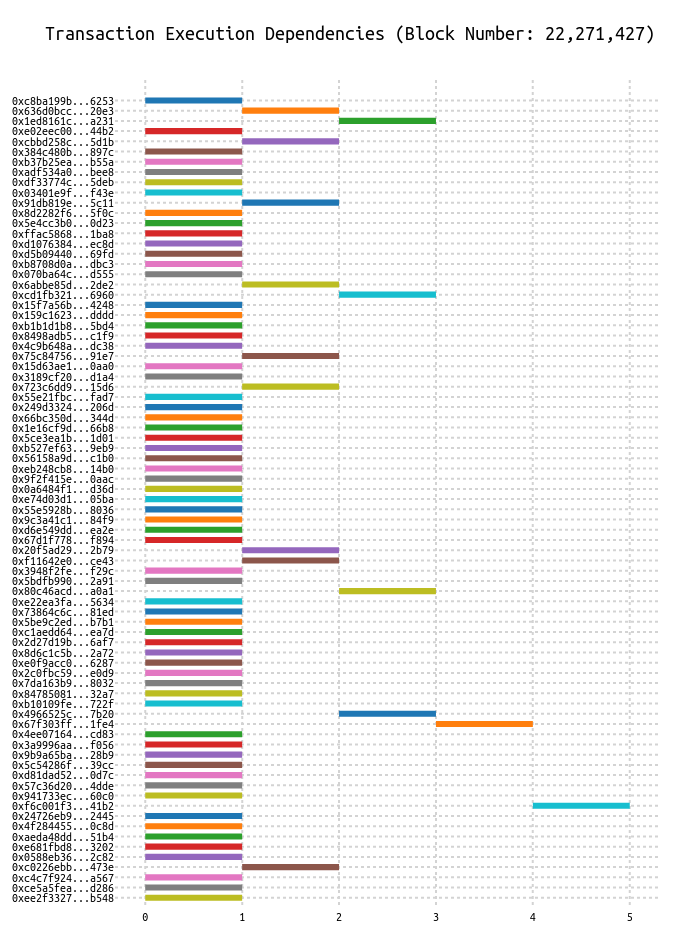 Transaction Execution Dependencies (Block Number: 22,271,427)
0xc8ba199b...6253
0x636d0bcc...20e3
0x1ed8161c...a231
0xe02eec00...44b2
0xcbbd258c...5d1b
0x384c480b...897c
0xb37b25ea...b55a
0xadf534a0...bee8
0xdf33774c...5deb
0x03401e9f...f43e
0x91db819e...5c11
0x8d2282f6...5f0c
0x5e4cc3b0...0d23
0xffac5868...1ba8
0xd1076384...ec8d
0xd5b09440...69fd
0xb8708d0a...dbc3
0x070ba64c...d555
0x6abbe85d...2de2
0xcd1fb321...6960
0x15f7a56b...4248
0x159c1623...dddd
0xb1b1d1b8...5bd4
0x8498adb5...c1f9
0x4c9b648a...dc38
0x75c84756...91e7
0x15d63ae1...0aa0
0x3189cf20...d1a4
0x723c6dd9...15d6
0x55e21fbc...fad7
0x249d3324...206d
0x66bc350d...344d
0x1e16cf9d...66b8
0x5ce3ea1b...1d01
0xb527ef63...9eb9
0x56158a9d...c1b0
0xeb248cb8...14b0
0x9f2f415e...0aac
0x0a6484f1...d36d
0xe74d03d1...05ba
0x55e5928b...8036
0x9c3a41c1...84f9
0xd6e549dd...ea2e
0x67d1f778...f894
0x20f5ad29...2b79
0xf11642e0...ce43
0x3948f2fe...f29c
0x5bdfb990...2a91
0x80c46acd...a0a1
0xe22ea3fa...5634
0x73864c6c...81ed
0x5be9c2ed...b7b1
0xc1aedd64...ea7d
0x2d27d19b...6af7
0x8d6c1c5b...2a72
0xe0f9acc0...6287
0x2c0fbc59...e0d9
0x7da163b9...8032
0x84785081...32a7
0xb10109fe...722f
0x4966525c...7b20
0x67f303ff...1fe4
0x4ee07164...cd83
0x3a9996aa...f056
0x9b9a65ba...28b9
0x5c54286f...39cc
0xd81dad52...0d7c
0x57c36d20...4dde
0x941733ec...60c0
0xf6c001f3...41b2
0x24726eb9...2445
0x4f284455...0c8d
0xaeda48dd...51b4
0xe681fbd8...3202
0x0588eb36...2c82
0xc0226ebb...473e
0xc4c7f924...a567
0xce5a5fea...d286
0xee2f3327...b548
0 1 2 3 4 5